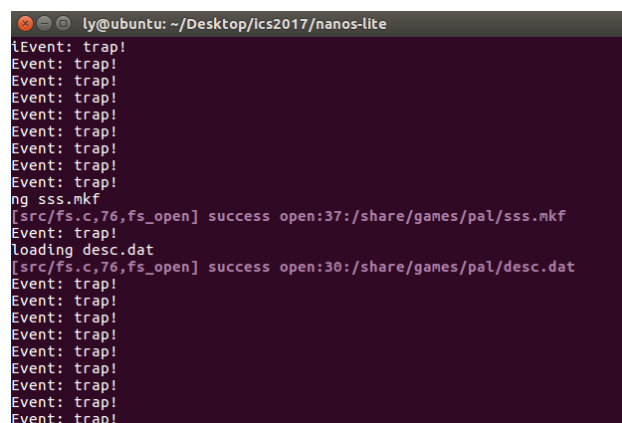 ly@ubuntu: ~/Desktop/ics2017/nanos-lite
iEvent: trap!
Event: trap!
Event: trap!
Event: trap!
Event: trap!
Event: trap!
Event: trap!
Event: trap!
Event: trap!
ng sss.mkf
[src/fs.c,76,fs_open] success open:37:/share/games/pal/sss.mkf
Event: trap!
loading desc.dat
[src/fs.c,76,fs_open] success open:30:/share/games/pal/desc.dat
Event: trap!
Event: trap!
Event: trap!
Event: trap!
Event: trap!
Event: trap!
Event: trap!
Event: trap!
Event: trap!